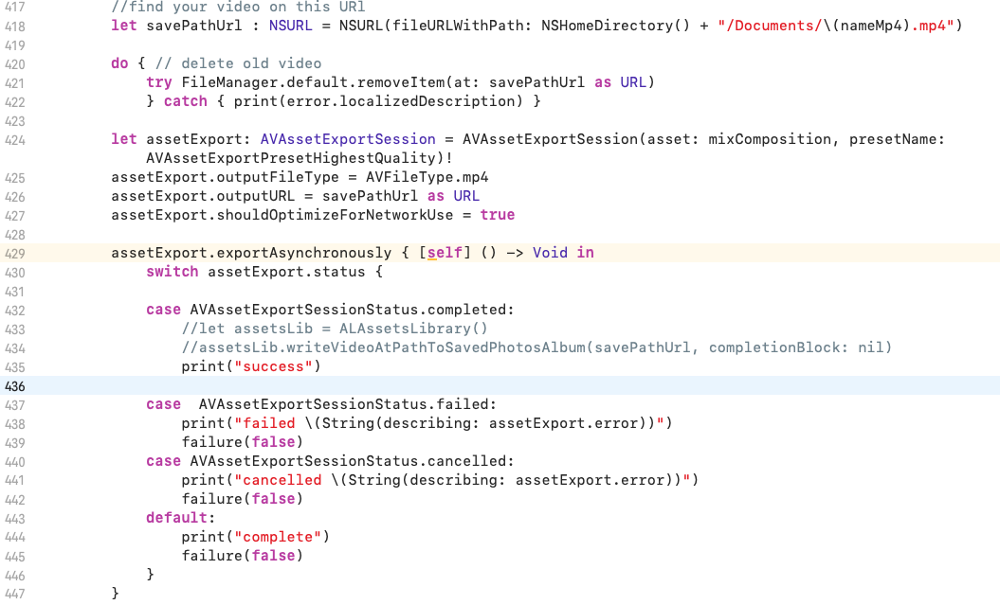 417 //find your video on this URl
418 let savePathUrl : NSURL = NSURL(fileURLWithPath: NSHomeDirectory() + "/Documents/\(nameMp4).mp4")
419
420 do { // delete old video
421 try FileManager.default.removeItem(at: savePathUrl as URL)
422 } catch { print(error.localizedDescription) }
423
424 let assetExport: AVAssetExportSession = AVAssetExportSession(asset: mixComposition, presetName:
AVAssetExportPresetHighestQuality)!
425 assetExport.outputFileType = AVFileType.mp4
426 assetExport.outputURL = savePathUrl as URL
427 assetExport.shouldOptimizeForNetworkUse = true
428
429 assetExport.exportAsynchronously { [self] () -> Void in
430 switch assetExport.status {
431
432 case AVAssetExportSessionStatus.completed:
433 //let assetsLib = ALAssetsLibrary()
434 //assetsLib.writeVideoAtPathToSavedPhotosAlbum(savePathUrl, completionBlock: nil)
435 print("success")
436
437 case  AVAssetExportSessionStatus.failed:
438 print("failed \(String(describing: assetExport.error))")
439 failure(false)
440 case AVAssetExportSessionStatus.cancelled:
441 print("cancelled \(String(describing: assetExport.error))")
442 failure(false)
443 default:
444 print("complete")
445 failure(false)
446 }
447 }